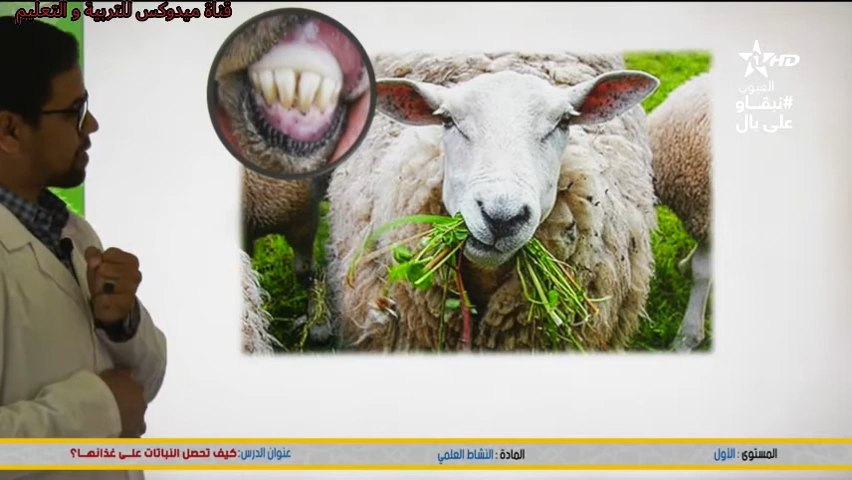 قناة ميدوكس للتربية و التعليم
1HD
العيون
#نبقاو
على بال
المستوى : الأول
المادة : النشاط العلمي
عنوان الدرس: كيف تحصل النباتات على غذائها؟